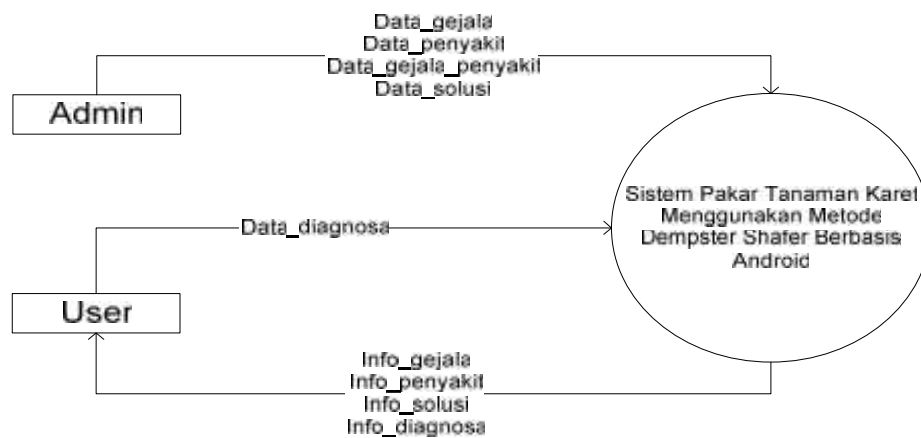 Data_gejala
Data_penyakit
Data_gejala_penyakit
Data_solusi
Admin
Sistem Pakar Tanaman Karet
Menggunakan Metode
Dempster Shafer Berbasis
Android
Data_diagnosa
User
Info_gejala
Info_penyakit
Info_solusi
Info_diagnosa